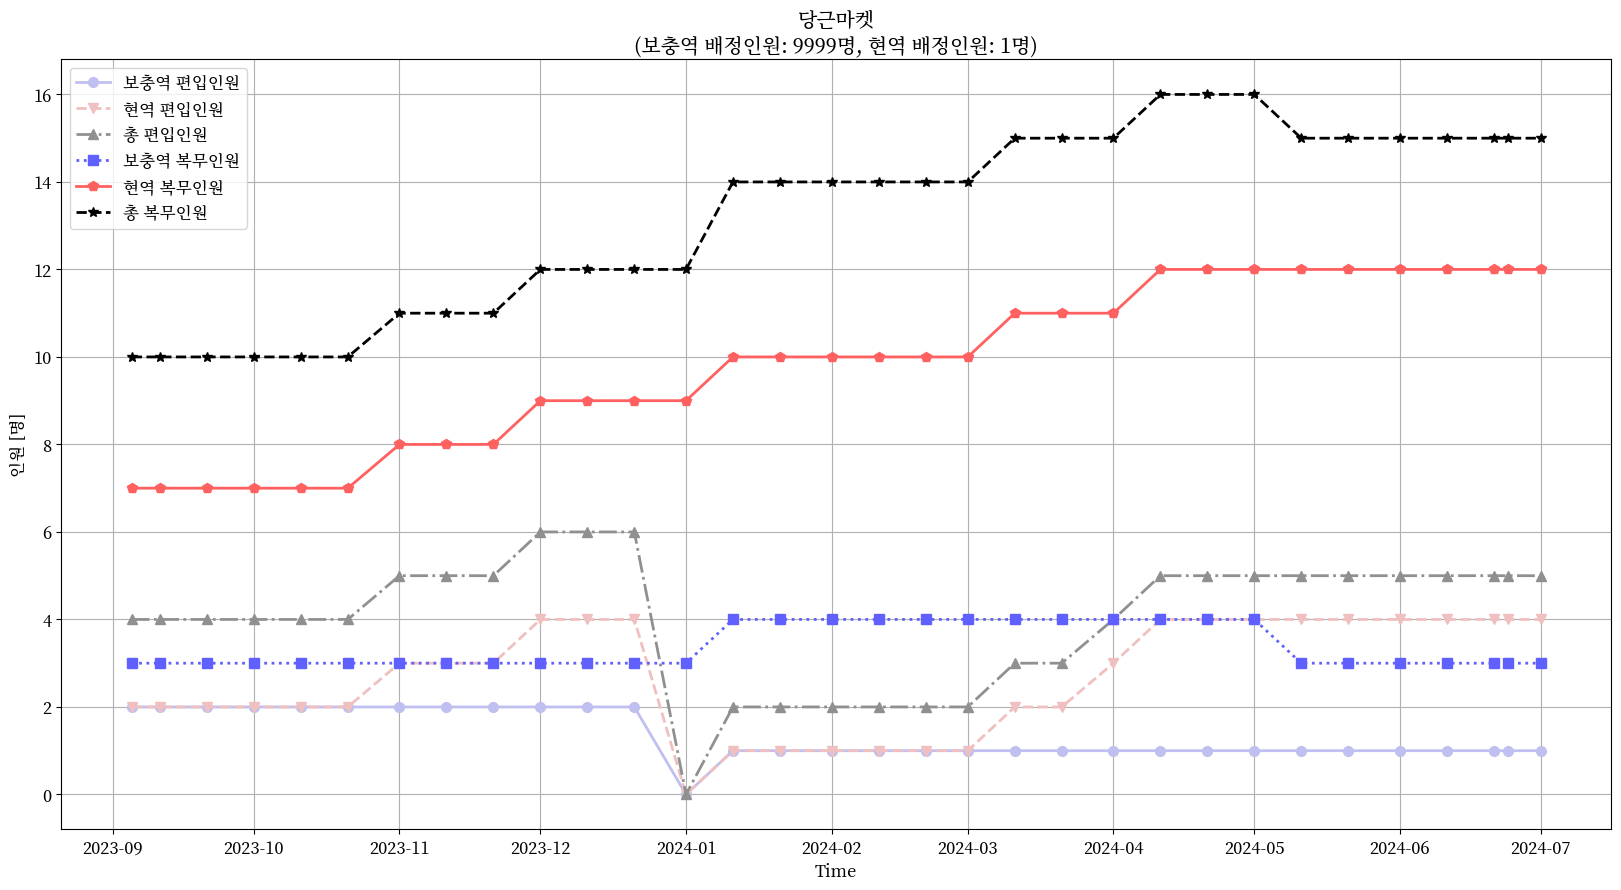 당근마켓
(보충역 배정인원: 9999명, 현역 배정인원: 1명)
보충역 편입인원
현역 편입인원
총 편입인원
보충역 복무인원
현역 복무인원
총 복무인원
16
14
12
10
8
6
4
2
0
인원 [명]
2023-09 2023-10 2023-11 2023-12 2024-01 2024-02 2024-03 2024-04 2024-05 2024-06 2024-07
Time